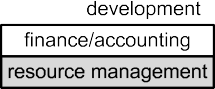 development
finance/accounting
resource management